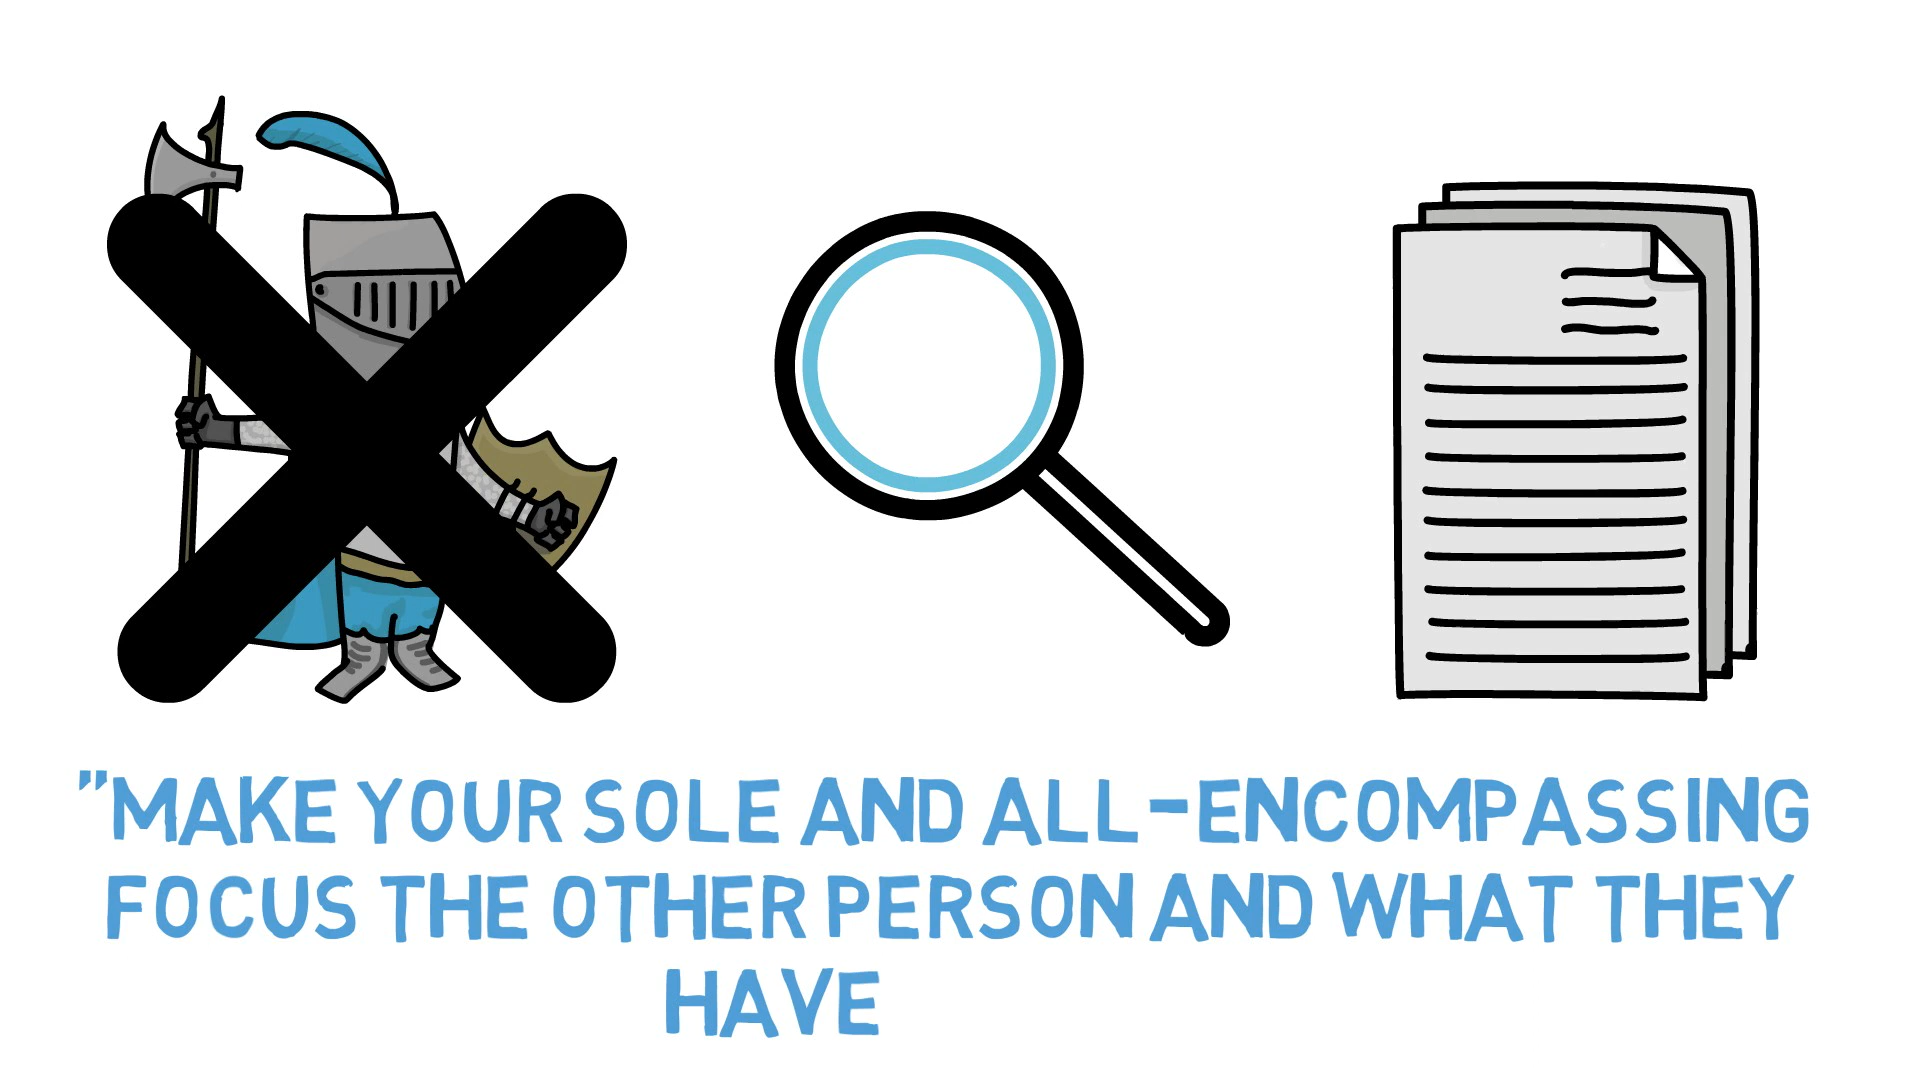 "MAKE YOUR SOLE AND ALL-ENCOMPASSING
FOCUS THE OTHER PERSON AND WHAT THEY
HAVE